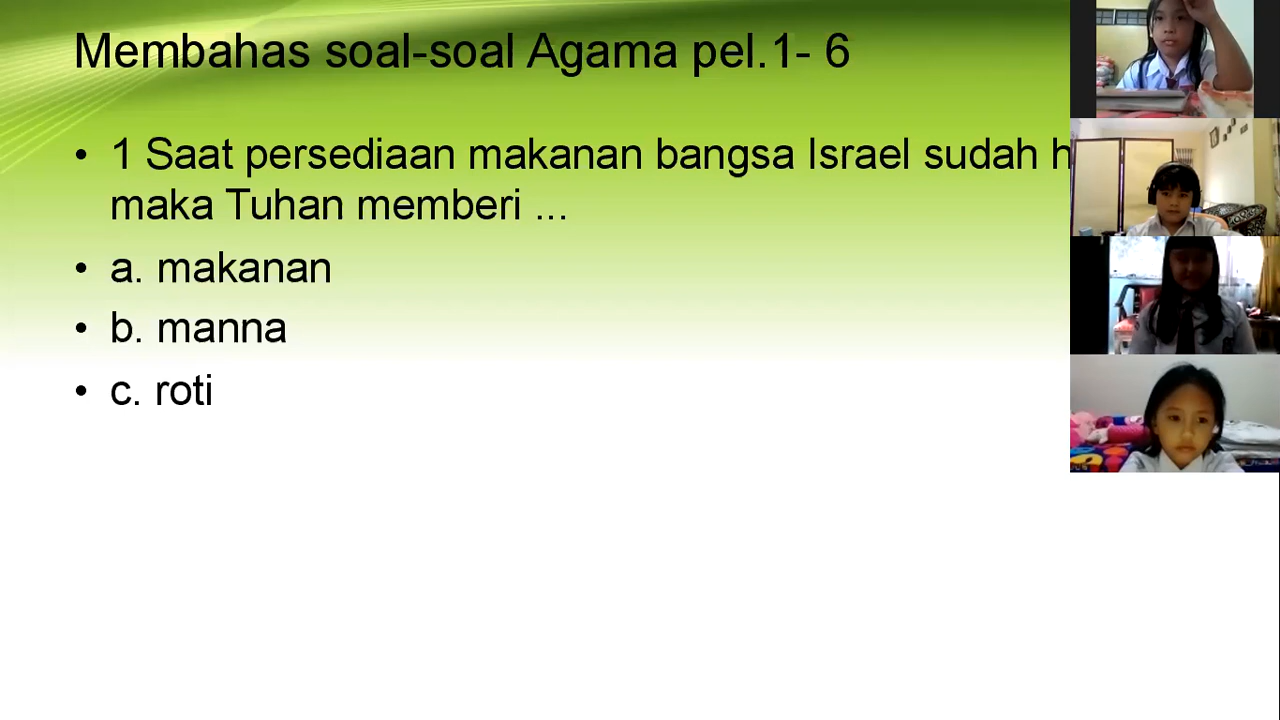 Membahas soal-soal Agama pel.1- 6
• 1 Saat persediaan makanan bangsa Israel sudah
maka Tuhan memberi ...
• a. makanan
• b. manna
• c. roti